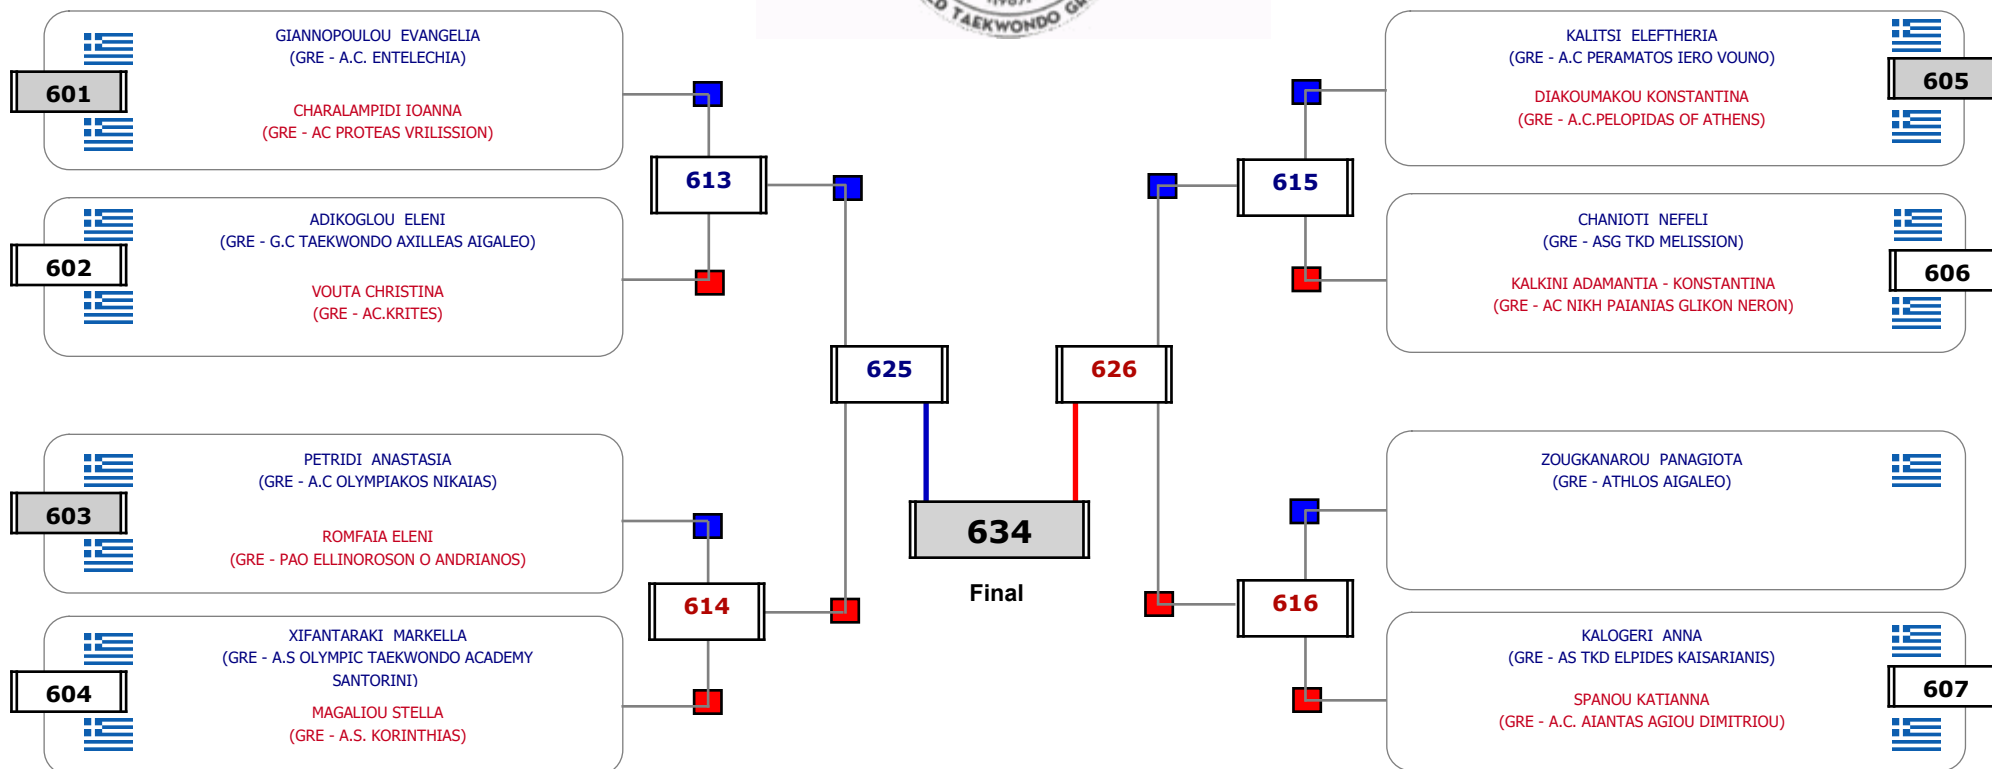 TAEKWONDO
GIANNOPOULOU EVANGELIA
(GRE - A.C. ENTELECHIA)
601
CHARALAMPIDI IOANNA
(GRE - AC PROTEAS VRILISSION)
613
ADIKOGLOU ELENI
(GRE - G.C TAEKWONDO AXILLEAS AIGALEO)
602
VOUTA CHRISTINA
(GRE - AC.KRITES)
625
PETRIDI ANASTASIA
(GRE - A.C OLYMPIAKOS NIKAIAS)
603
ROMFAIA ELENI
(GRE - PAO ELLINOROSON O ANDRIANOS)
614
XIFANTARAKI MARKELLA
(GRE - A.S OLYMPIC TAEKWONDO ACADEMY
SANTORINI)
604
MAGALIOU STELLA
(GRE - A.S. KORINTHIAS)
634
Final
KALITSI ELEFTHERIA
(GRE - A.C PERAMATOS IERO VOUNO)
605
DIAKOUMAKOU KONSTANTINA
(GRE - A.C.PELOPIDAS OF ATHENS)
615
CHANIOTI NEFELI
(GRE - ASG TKD MELISSION)
606
KALKINI ADAMANTIA - KONSTANTINA
(GRE - AC NIKH PAIANIAS GLIKON NERON)
626
ZOUGKANAROU PANAGIOTA
(GRE - ATHLOS AIGALEO)
616
KALOGERI ANNA
(GRE - AS TKD ELPIDES KAISARIANIS)
607
SPANOU KATIANNA
(GRE - A.C. AIANTAS AGIOU DIMITRIOU)